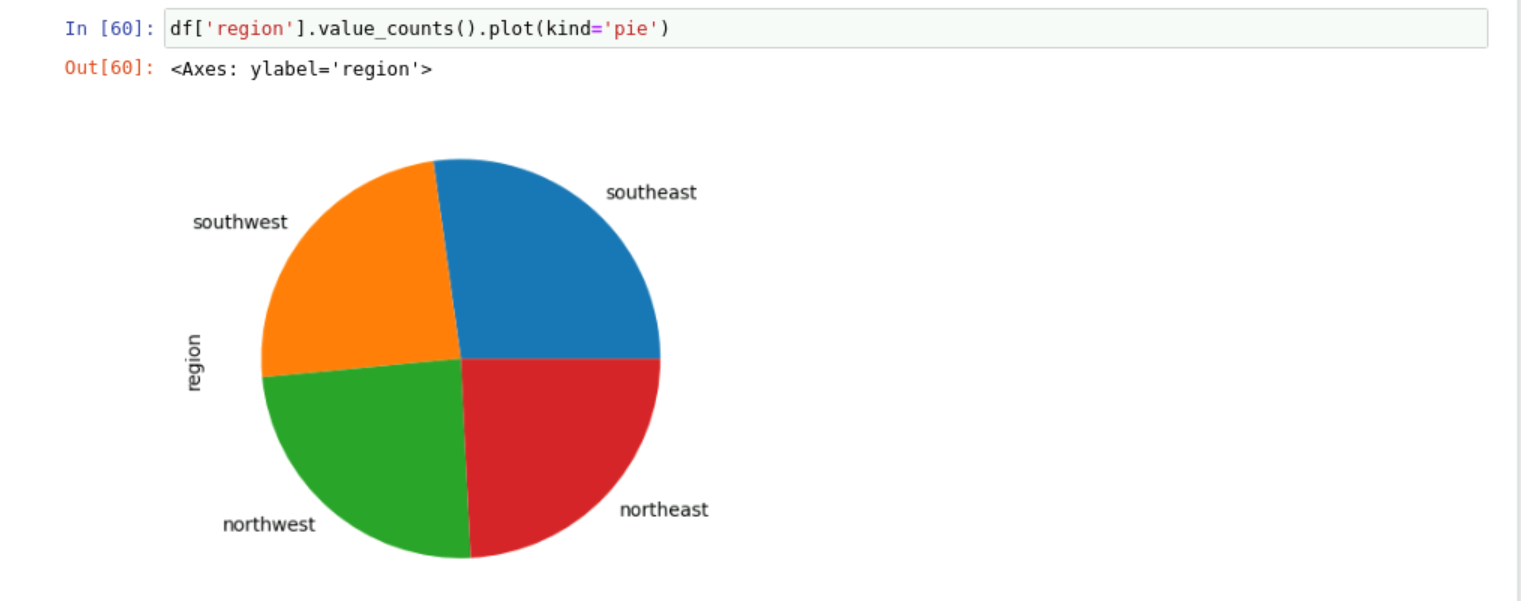 In [60]: df['region'].value_counts().plot(kind='pie')
Out[60]: <Axes: ylabel='region'>
southeast
southwest
region
northeast
northwest